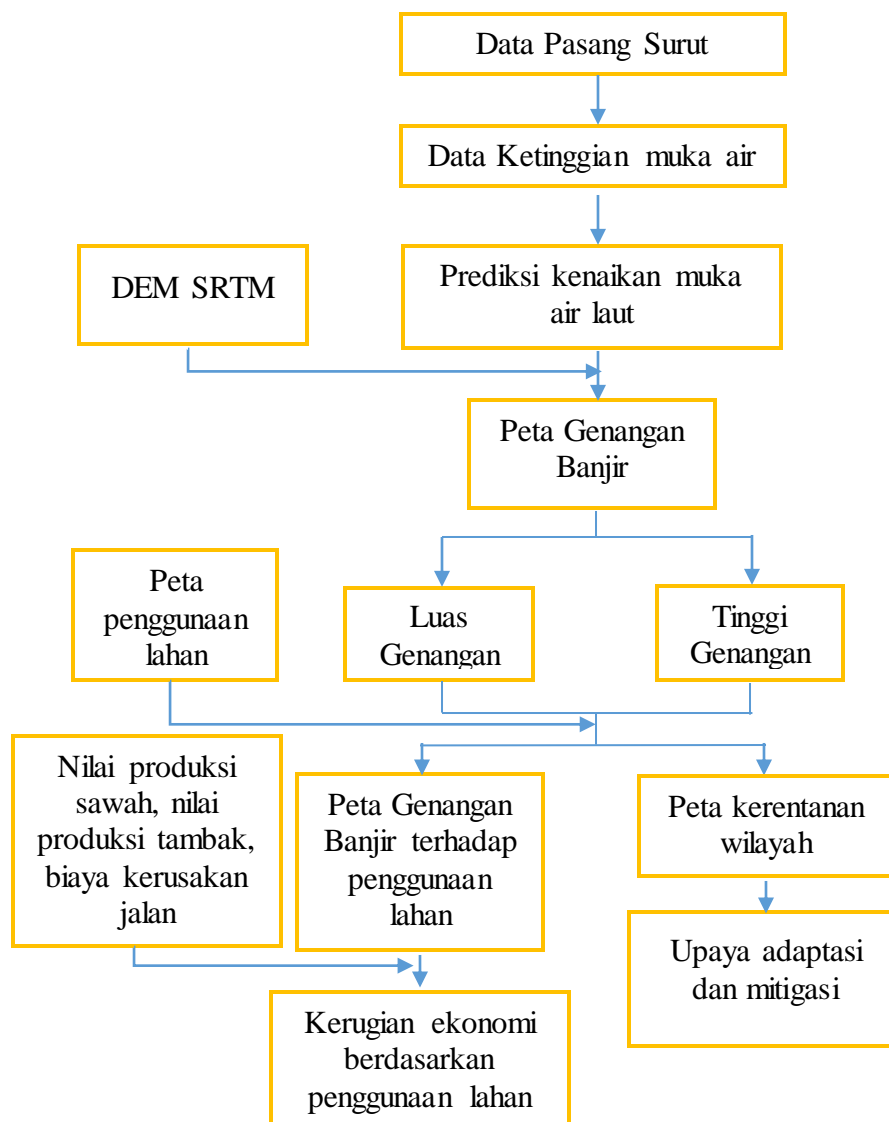 Data Pasang Surut
Data Ketinggian muka air
DEM SRTM
Prediksi kenaikan muka
air laut
Peta Genangan
Banjir
Peta
penggunaan
lahan
Luas
Genangan
Tinggi
Genangan
Nilai produksi
sawah, nilai
produksi tambak,
biaya kerusakan
jalan
Peta Genangan
Banjir terhadap
penggunaan
lahan
Peta kerentanan
wilayah
Upaya adaptasi
dan mitigasi
Kerugian ekonomi
berdasarkan
penggunaan lahan